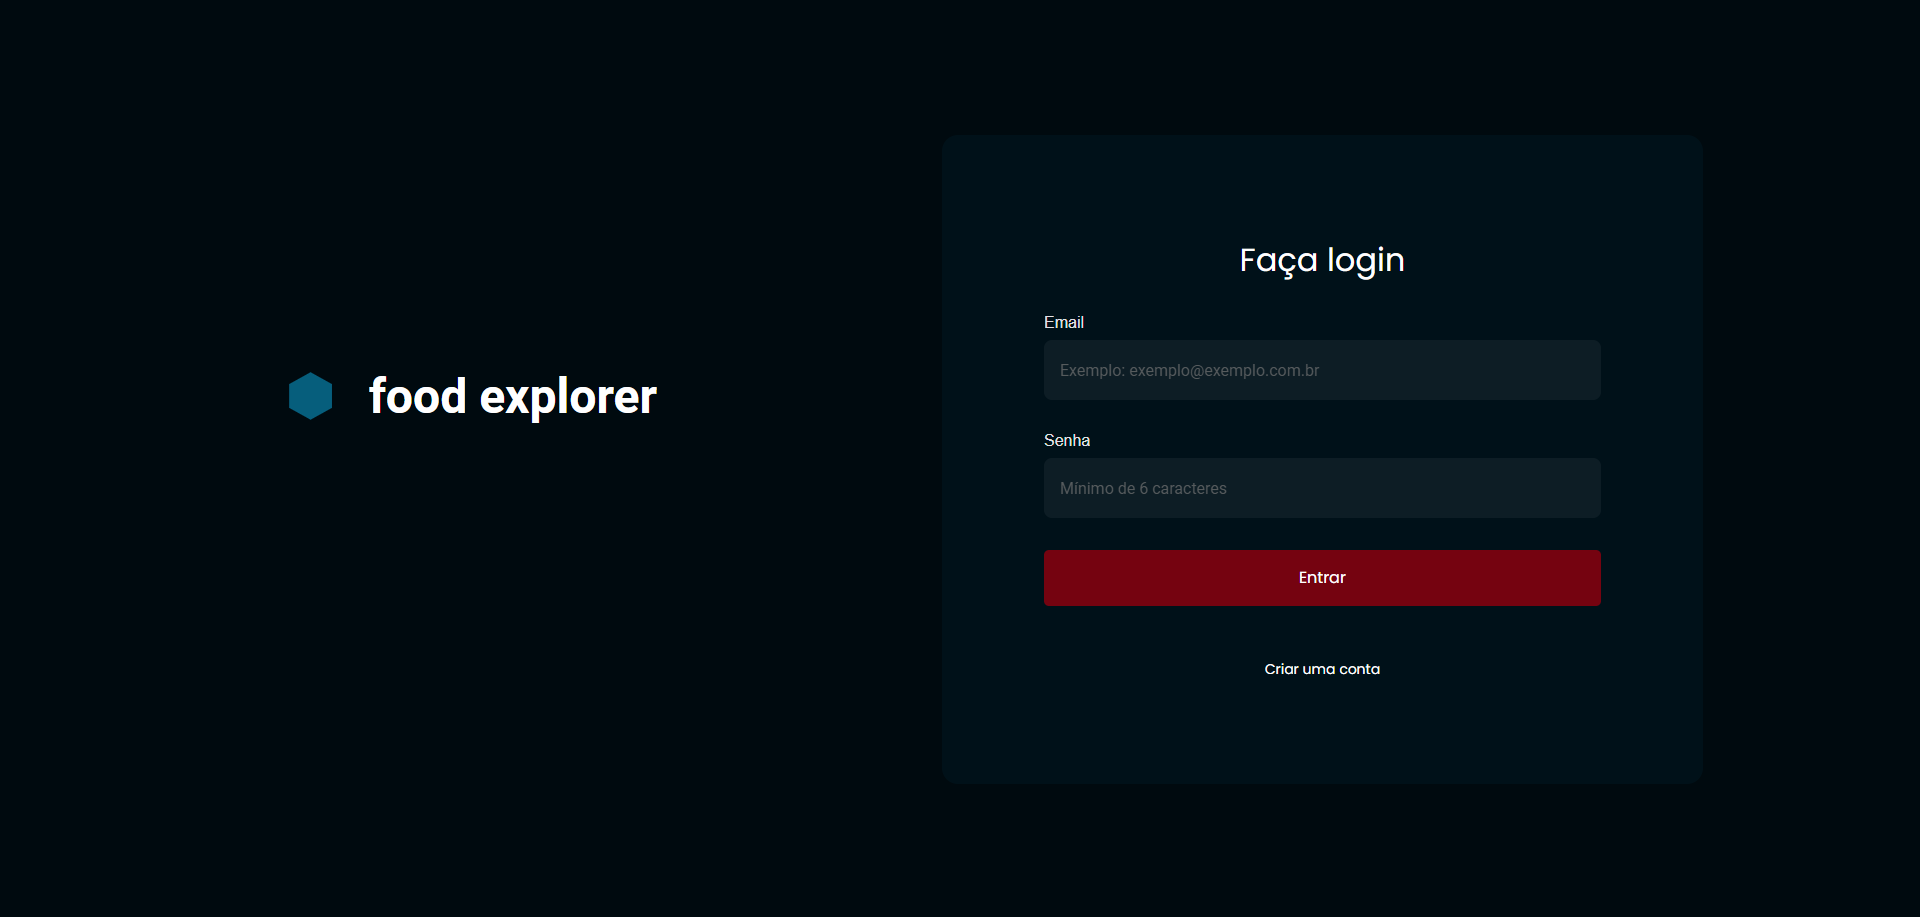 food explorer
Faça login
Email
Exemplo: exemplo@exemplo.com.br
Senha
Mínimo de 6 caracteres
Entrar
Criar uma conta